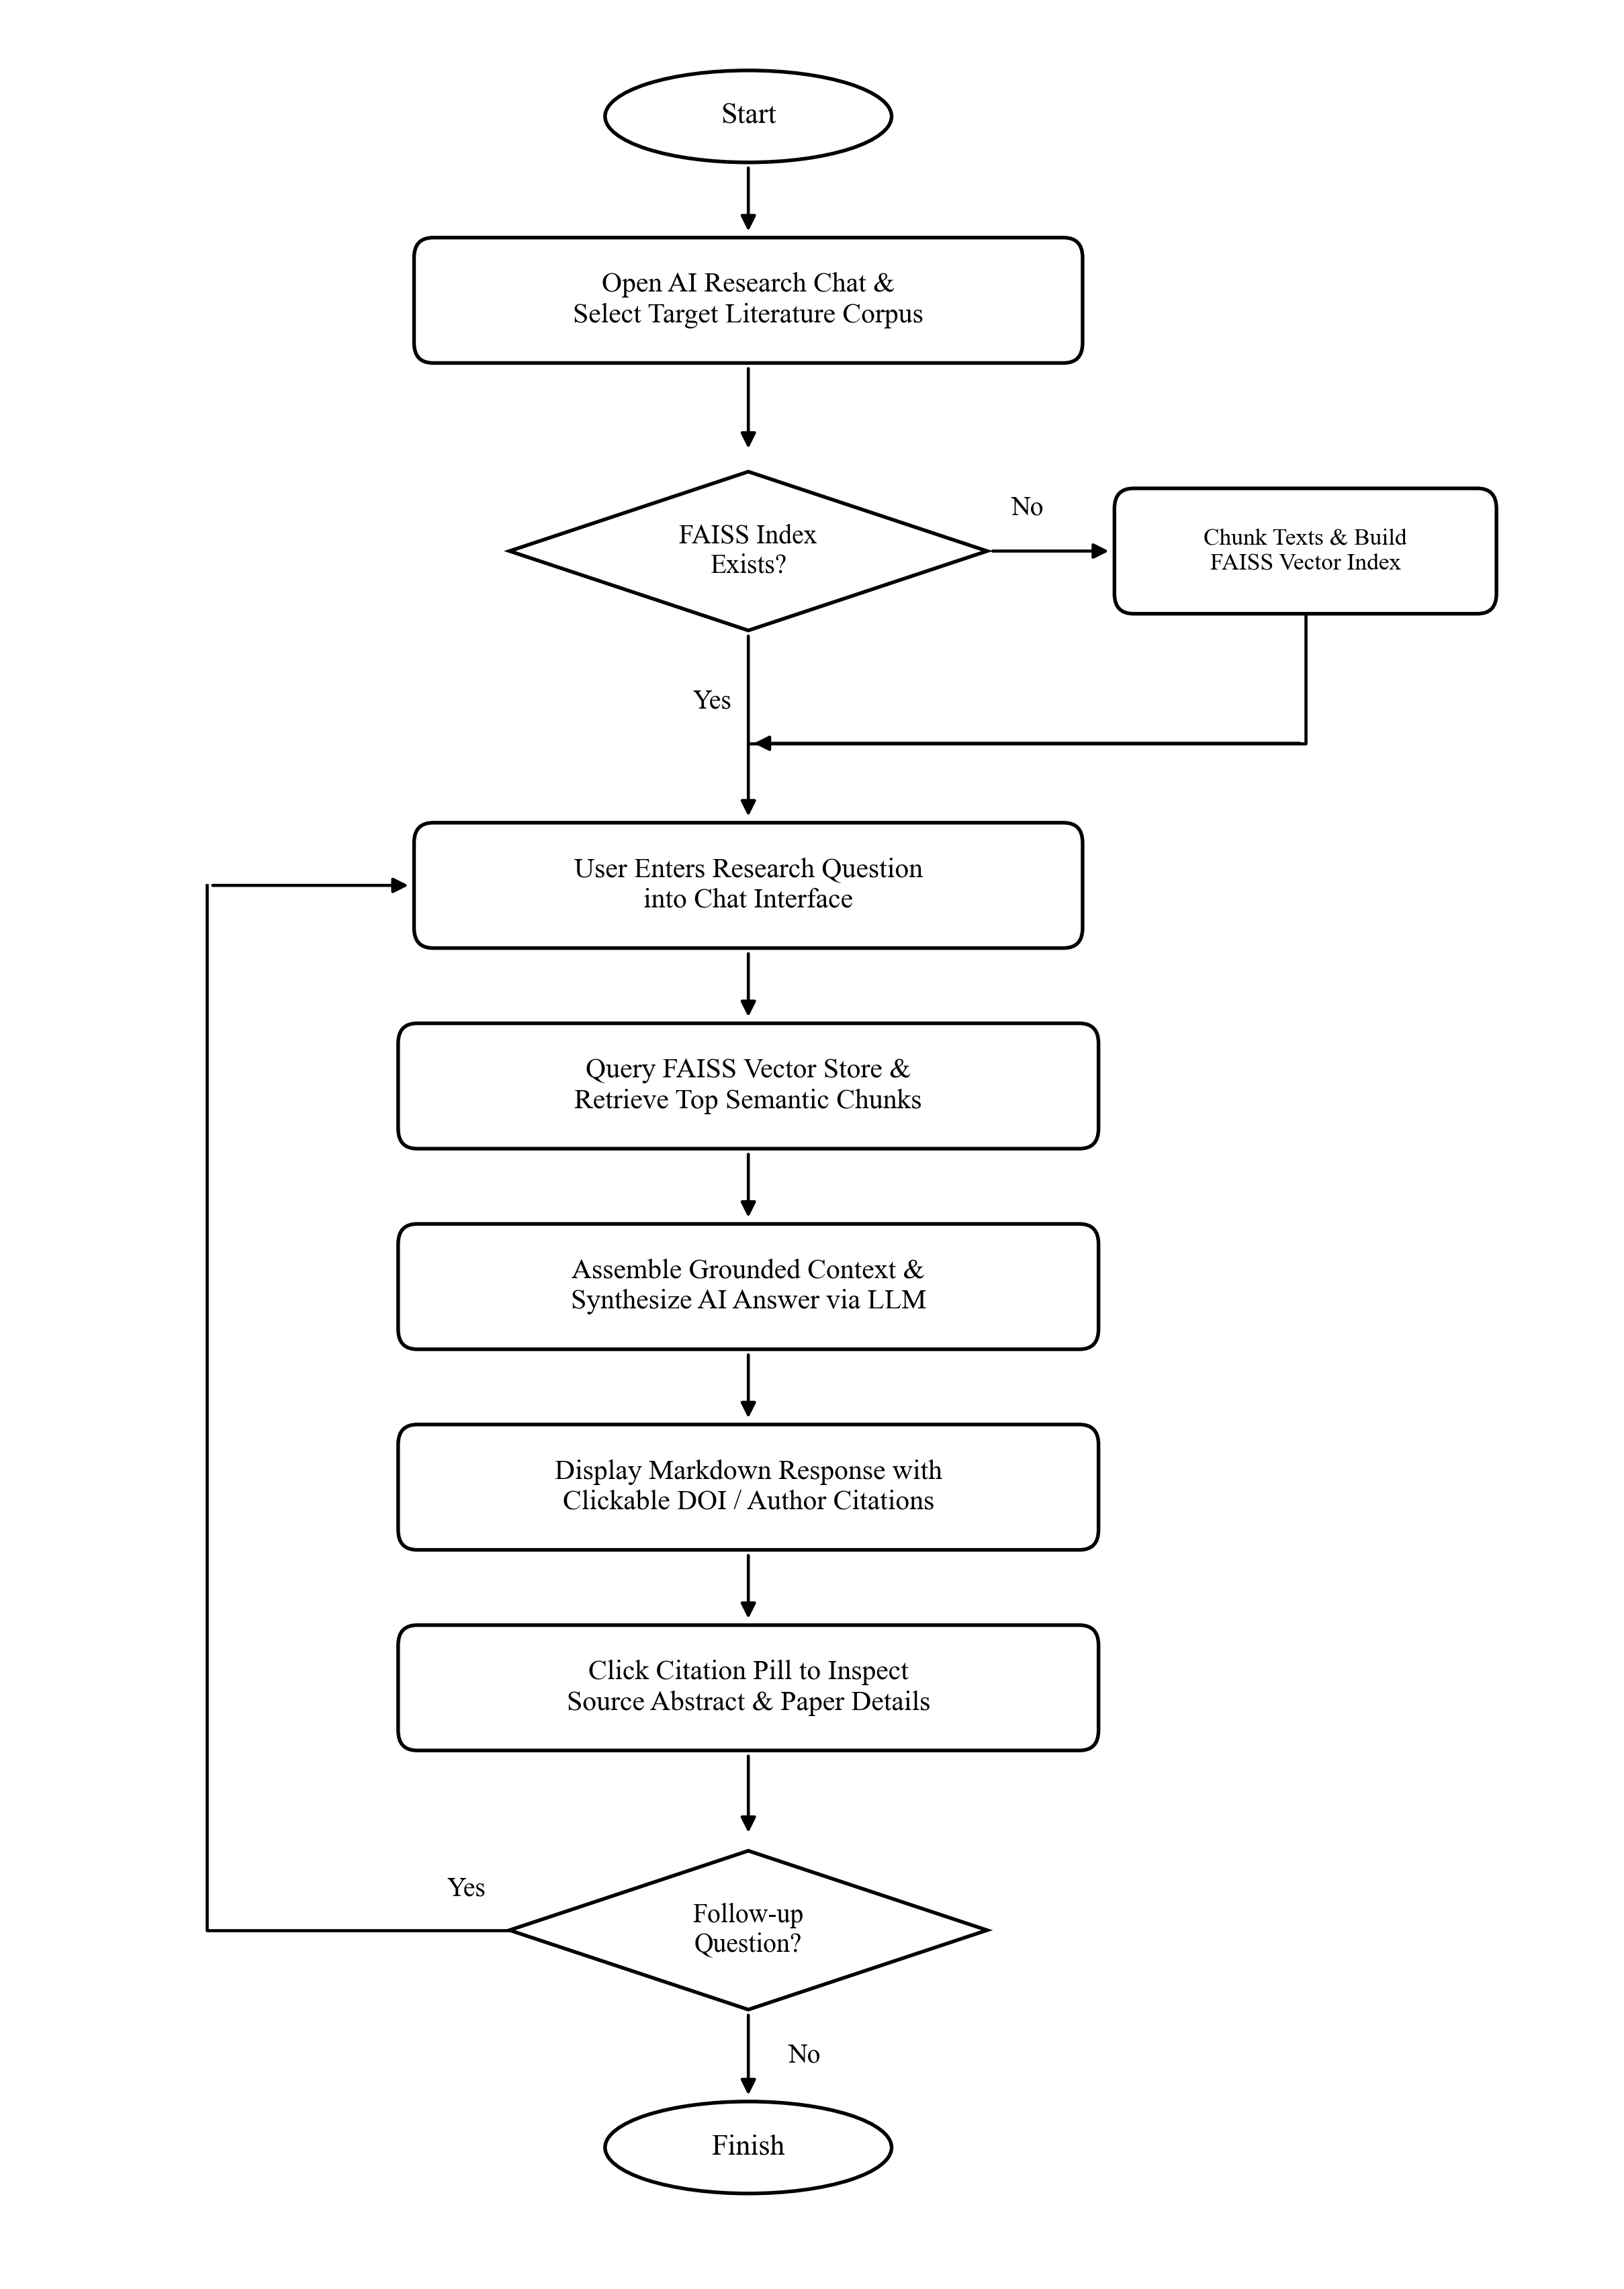 Start
Open AI Research Chat &
Select Target Literature Corpus
FAISS Index
Exists?
No
Chunk Texts & Build
FAISS Vector Index
Yes
User Enters Research Question
into Chat Interface
Query FAISS Vector Store &
Retrieve Top Semantic Chunks
Assemble Grounded Context &
Synthesize AI Answer via LLM
Display Markdown Response with
Clickable DOI / Author Citations
Click Citation Pill to Inspect
Source Abstract & Paper Details
Yes
Follow-up
Question?
No
Finish